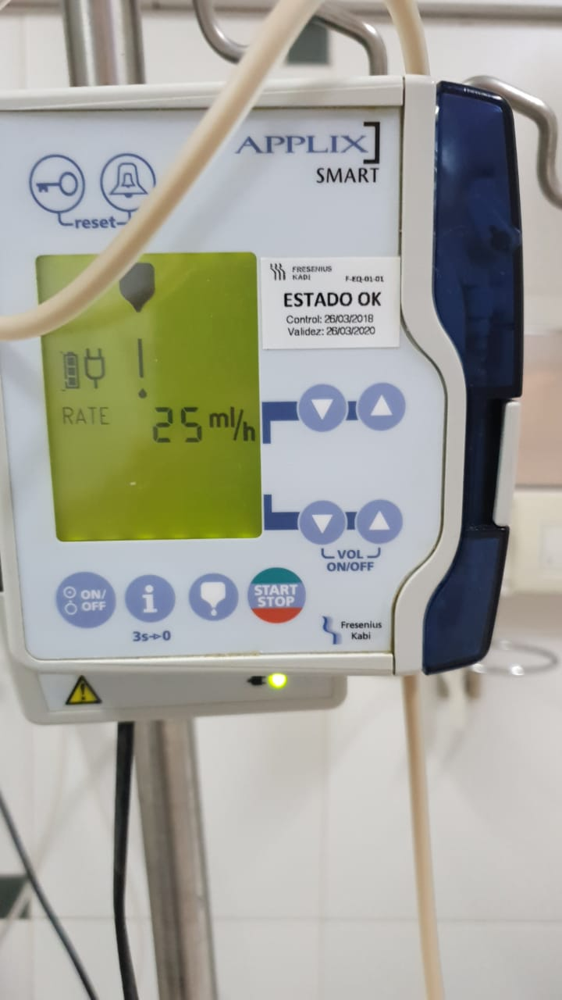 APPLIX
SMART
reset
FRESENIUS
KABI
F-EQ-01-01
ESTADO OK
Control: 26/03/2018
Validez: 26/03/2020
RATE 25 ml/h
VOL
ON/OFF
ON/
OFF
i
START
STOP
3s->0
Fresenius
Kabi